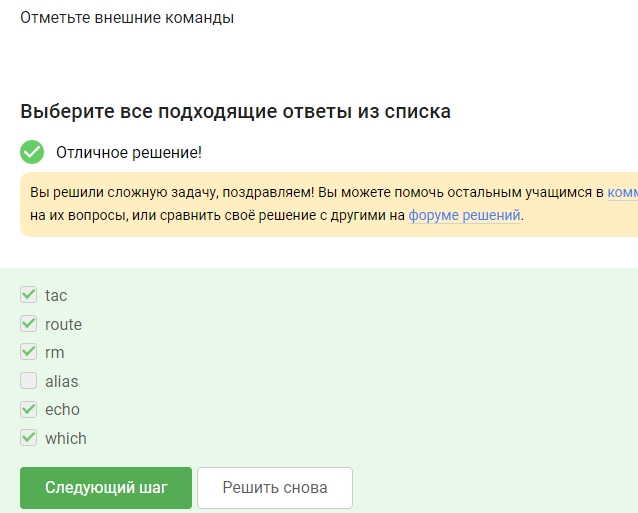 Отметьте внешние команды
Выберите все подходящие ответы из списка
Отличное решение!
Вы решили сложную задачу, поздравляем! Вы можете помочь остальным учащимся в
на их вопросы, или сравнить своё решение с другими на форуме решений.
tac
route
rm
alias
echo
which
Следующий шаг
Решить снова